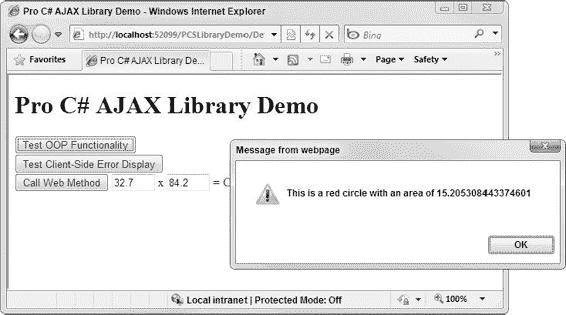 Pro C# AJAX Library Demo - Windows Internet Explorer
http://localhost:52099/PCSLibraryDemo/De
Bing
Favorites
Pro C# AJAX Library De...
Page
Safety
Pro C# AJAX Library Demo
Test OOP Functionality
Test Client-Side Error Display
Call Web Method 32.7 x 84.2 = C
Message from webpage
This is a red circle with an area of 15.205308443374601
OK
Local intranet | Protected Mode: Off
100%